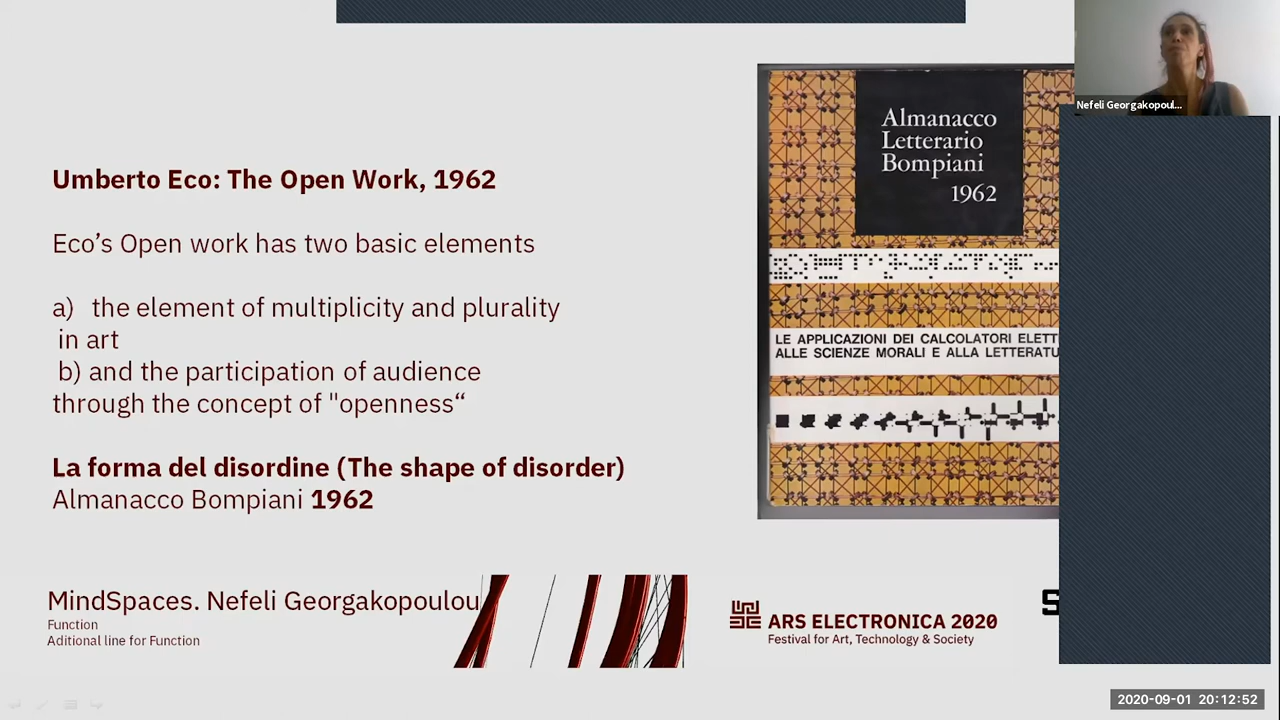 Umberto Eco: The Open Work, 1962
Eco’s Open work has two basic elements
a) the element of multiplicity and plurality
in art
b) and the participation of audience
through the concept of "openness“
La forma del disordine (The shape of disorder)
Almanacco Bompiani 1962
Almanacco
Letterario
Bompiani
1962
LE APPLICAZIONI DEI CALCOLATORI ELETT
ALLE SCIENZE MORALI E ALLA LETTERATU
Nefeli Georgakopoul...
MindSpaces. Nefeli Georgakopoulou
Function
Aditional line for Function
ARS ELECTRONICA 2020
Festival for Art, Technology & Society
S
2020-09-01 20:12:52